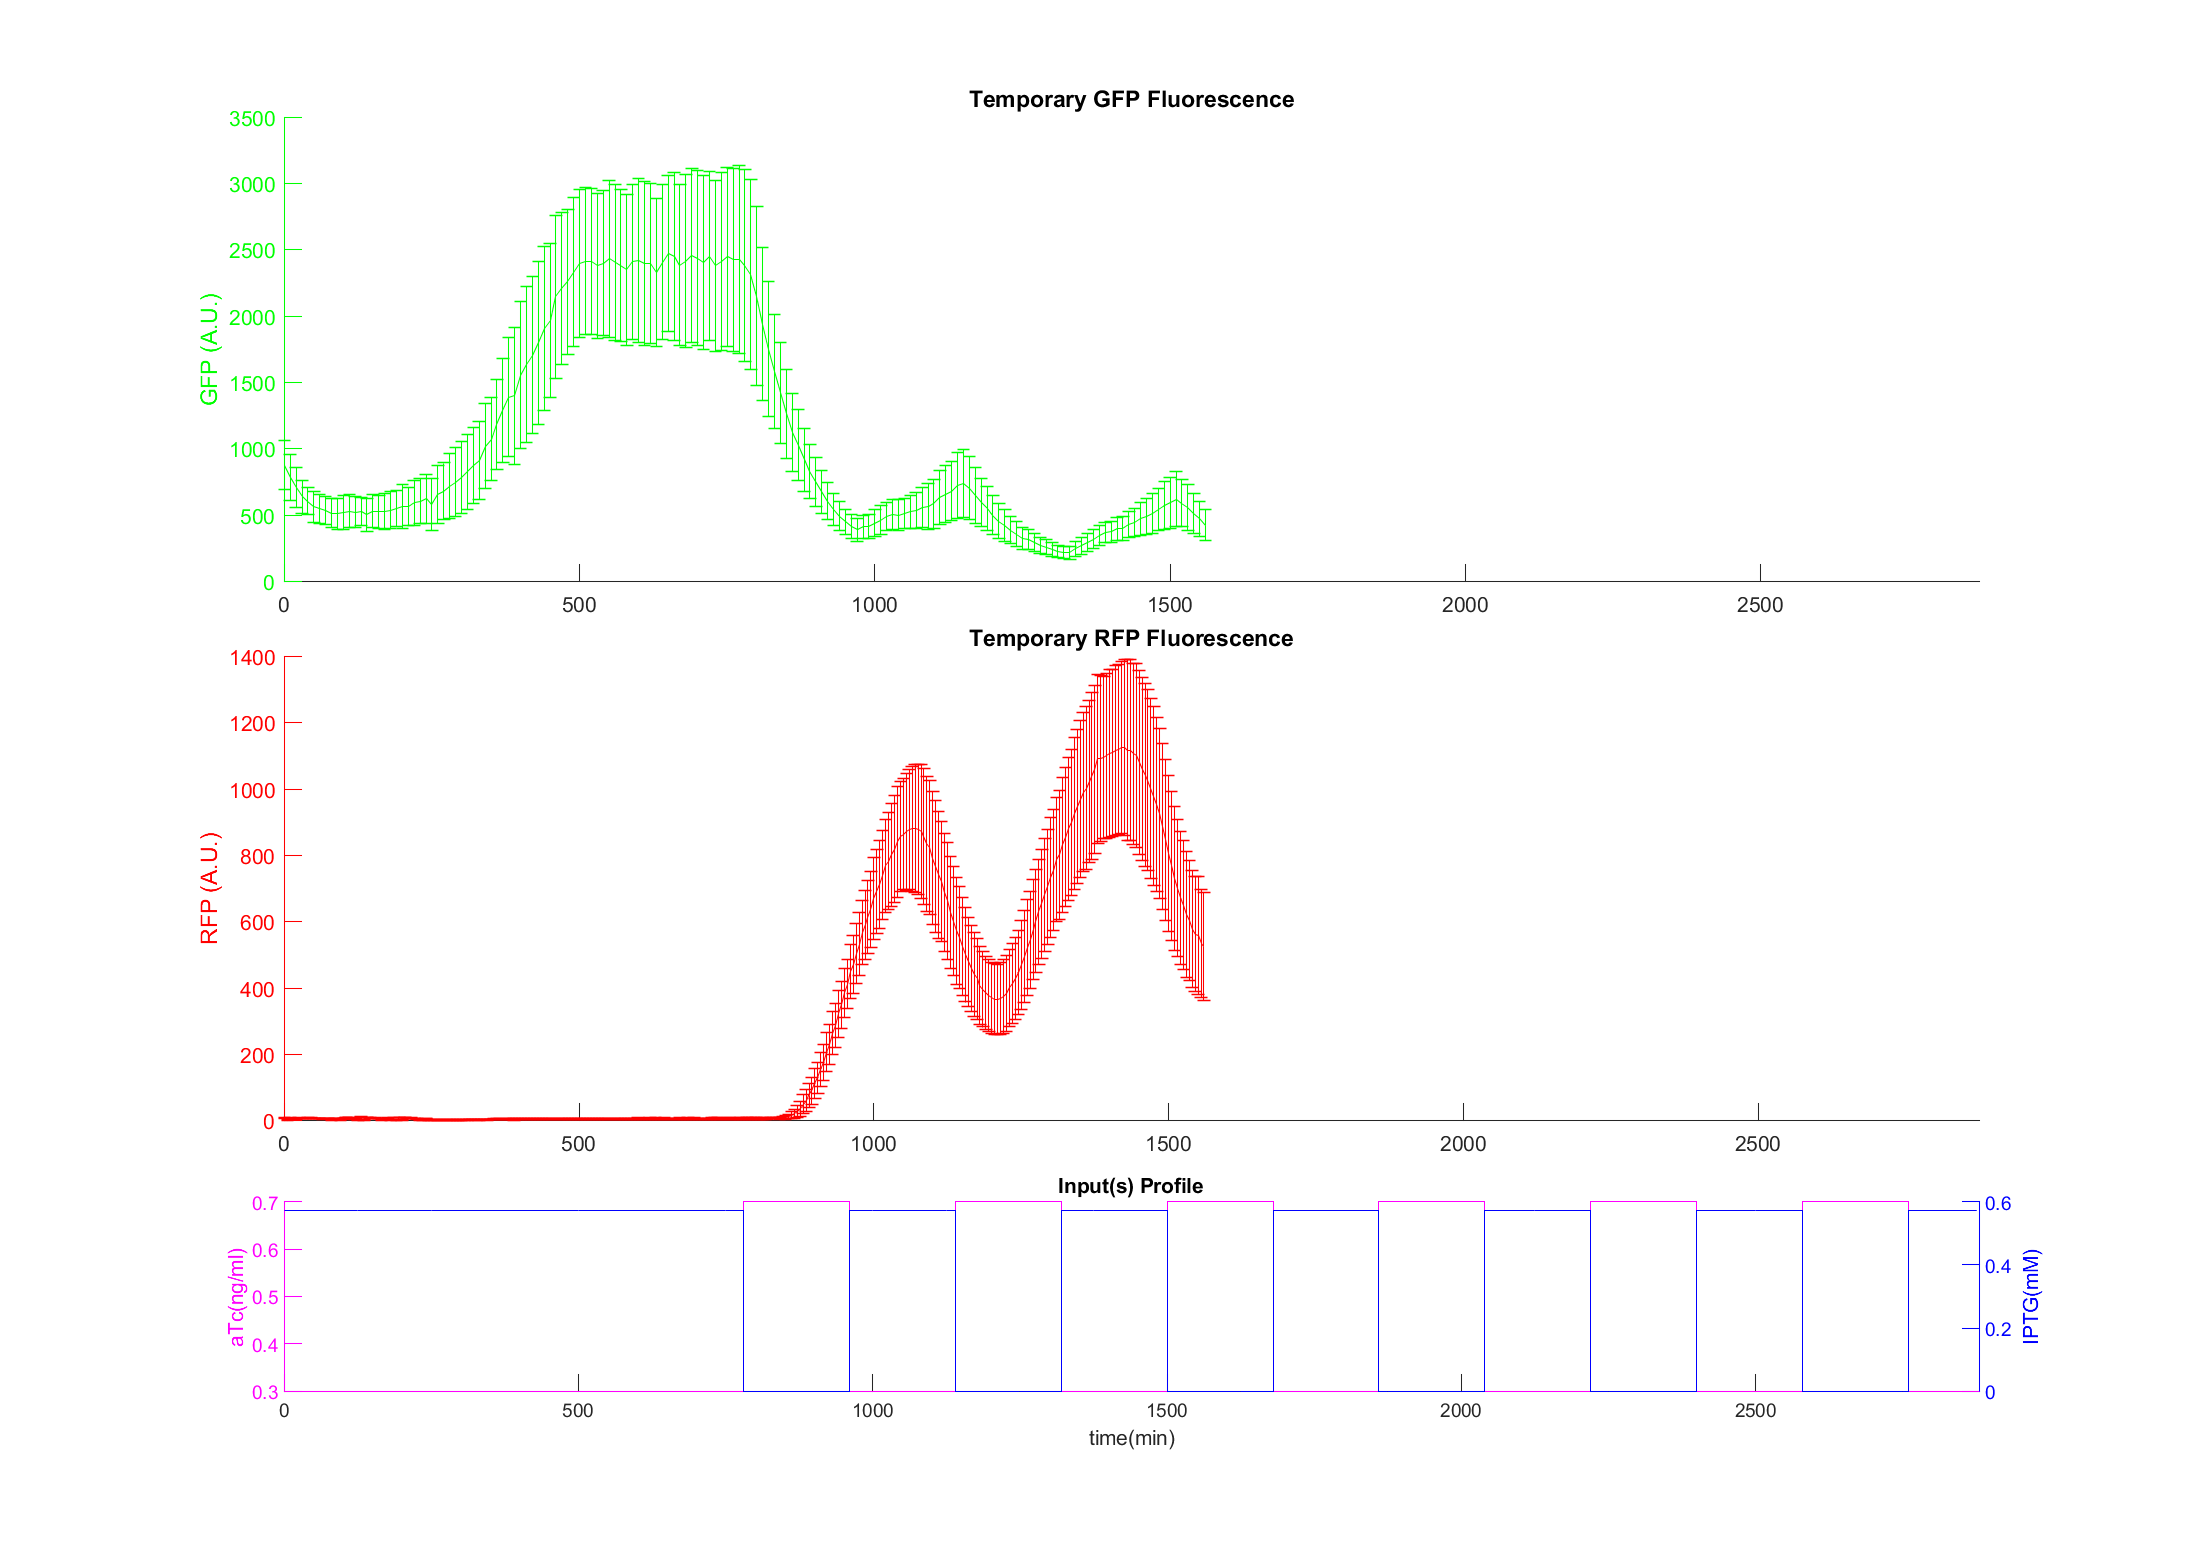 Temporary GFP Fluorescence
3500
3000
2500
2000
1500
1000
500
0
GFP (A.U.)
0 500 1000 1500 2000 2500
Temporary RFP Fluorescence
1400
1200
1000
800
600
400
200
0
RFP (A.U.)
0 500 1000 1500 2000 2500
Input(s) Profile
0.7
0.6
0.5
0.4
0.3
aTc(ng/ml)
0.6
0.4
0.2
0
IPTG(mM)
0 500 1000 1500 2000 2500
time(min)